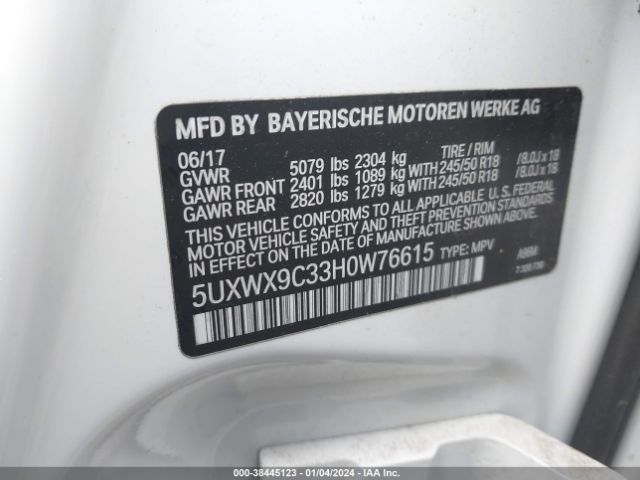 MFD BY BAYERISCHE MOTOREN WERKE AG
06/17 TIRE / RIM
GVWR 5079 lbs 2304 kg
GAWR FRONT 2401 lbs 1089 kg WITH 245/50 R18 / 8.0J x 18
GAWR REAR 2820 lbs 1279 kg WITH 245/50 R18 / 8.0J x 18
THIS VEHICLE CONFORMS TO ALL APPLICABLE U. S. FEDERAL
MOTOR VEHICLE SAFETY AND THEFT PREVENTION STANDARDS
IN EFFECT ON THE DATE OF MANUFACTURE SHOWN ABOVE.
5UXWX9C33H0W76615 TYPE: MPV
A96M
000-38445123 - 01/04/2024 - IAAI.com